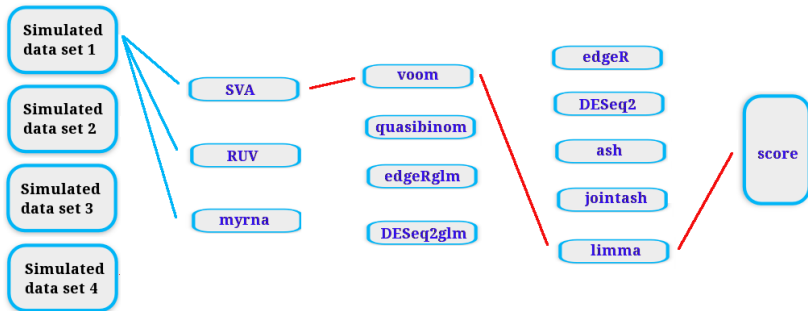 Simulated
data set 1
Simulated
data set 2
Simulated
data set 3
Simulated
data set 4
SVA
RUV
myrna
voom
quasibinom
edgeRglm
DESeq2glm
edgeR
DESeq2
ash
jointash
limma
score